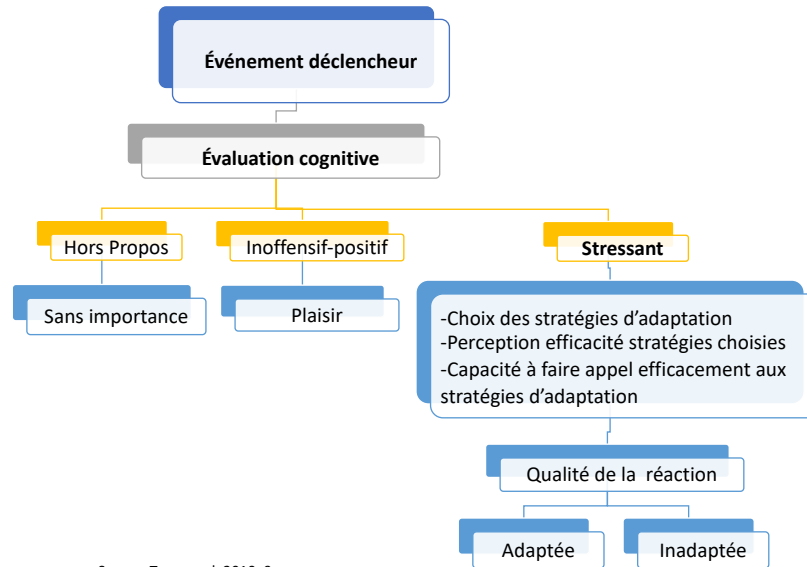 Événement déclencheur
Évaluation cognitive
Hors Propos
Inoffensif-positif
Stressant
Sans importance
Plaisir
-Choix des stratégies d’adaptation
-Perception efficacité stratégies choisies
-Capacité à faire appel efficacement aux
stratégies d’adaptation
Qualité de la réaction
Adaptée
Inadaptée